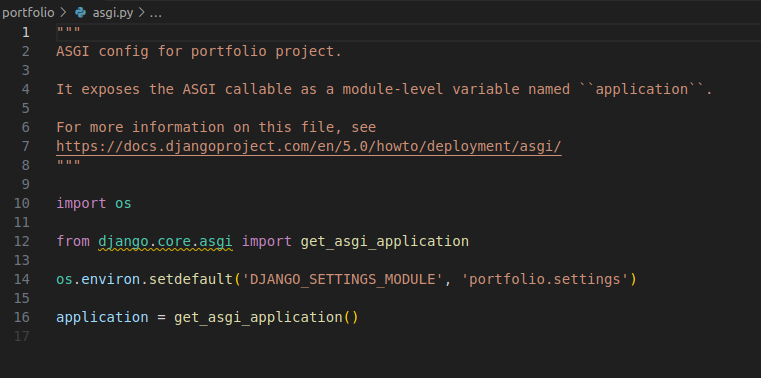 portfolio > asgi.py > ...
1 """
2 ASGI config for portfolio project.
3
4 It exposes the ASGI callable as a module-level variable named ``application``.
5
6 For more information on this file, see
7 https://docs.djangoproject.com/en/5.0/howto/deployment/asgi/
8 """
9
10 import os
11
12 from django.core.asgi import get_asgi_application
13
14 os.environ.setdefault('DJANGO_SETTINGS_MODULE', 'portfolio.settings')
15
16 application = get_asgi_application()
17